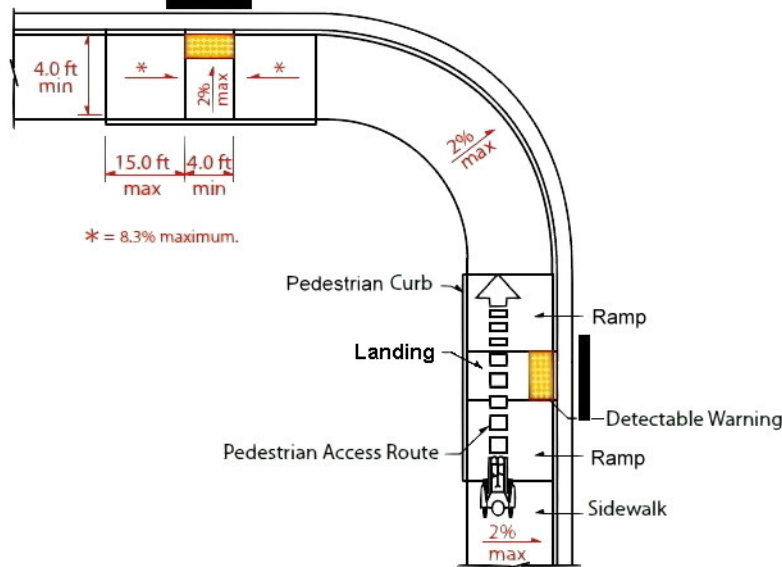 4.0 ft
min
*
2%
max
*
15.0 ft
max
4.0 ft
min
* = 8.3% maximum.
2%
max
Pedestrian Curb
Ramp
Landing
Detectable Warning
Pedestrian Access Route
Ramp
Sidewalk
2%
max